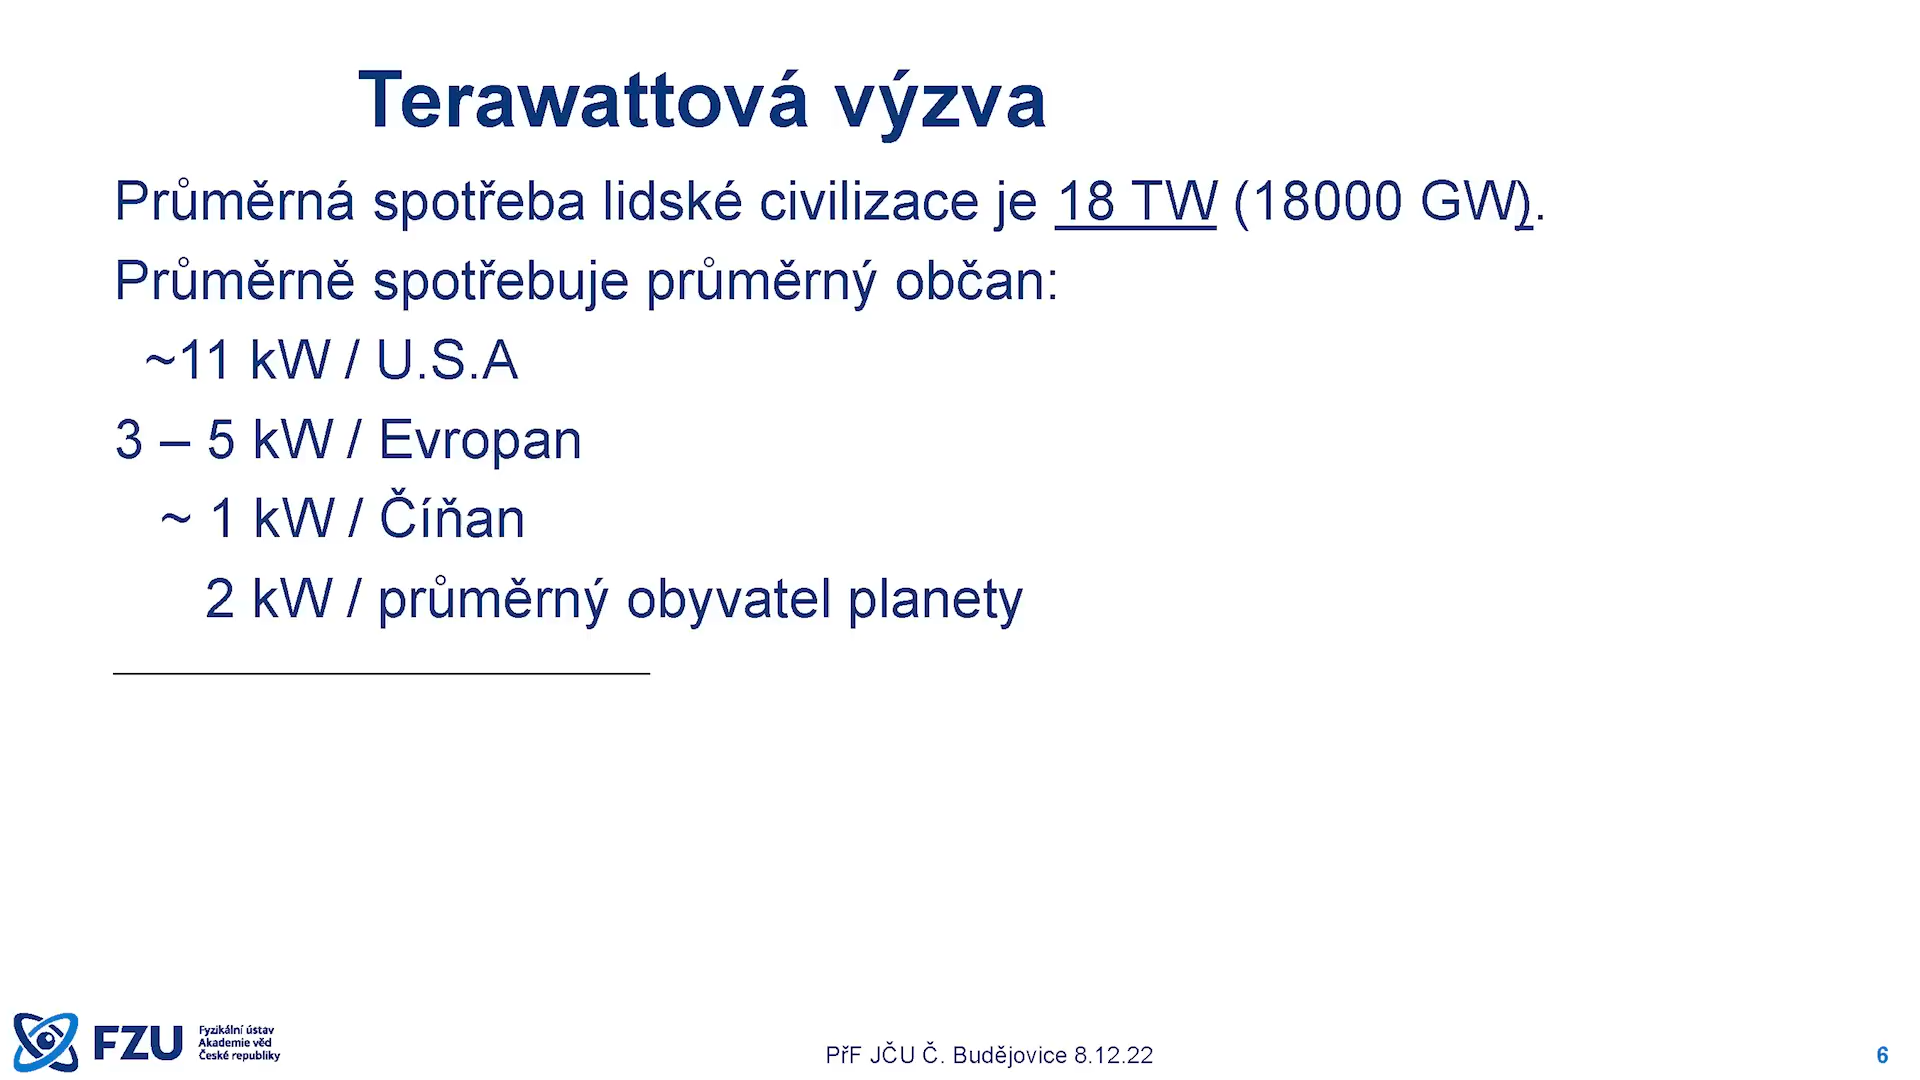 Terawattová výzva
Průměrná spotřeba lidské civilizace je 18 TW (18000 GW).
Průměrně spotřebuje průměrný občan:
~11 kW / U.S.A
3 – 5 kW / Evropan
~ 1 kW / Číňan
2 kW / průměrný obyvatel planety
FZU
Fyzikální ústav
Akademie věd
České republiky
PřF JČU Č. Budějovice 8.12.22
6